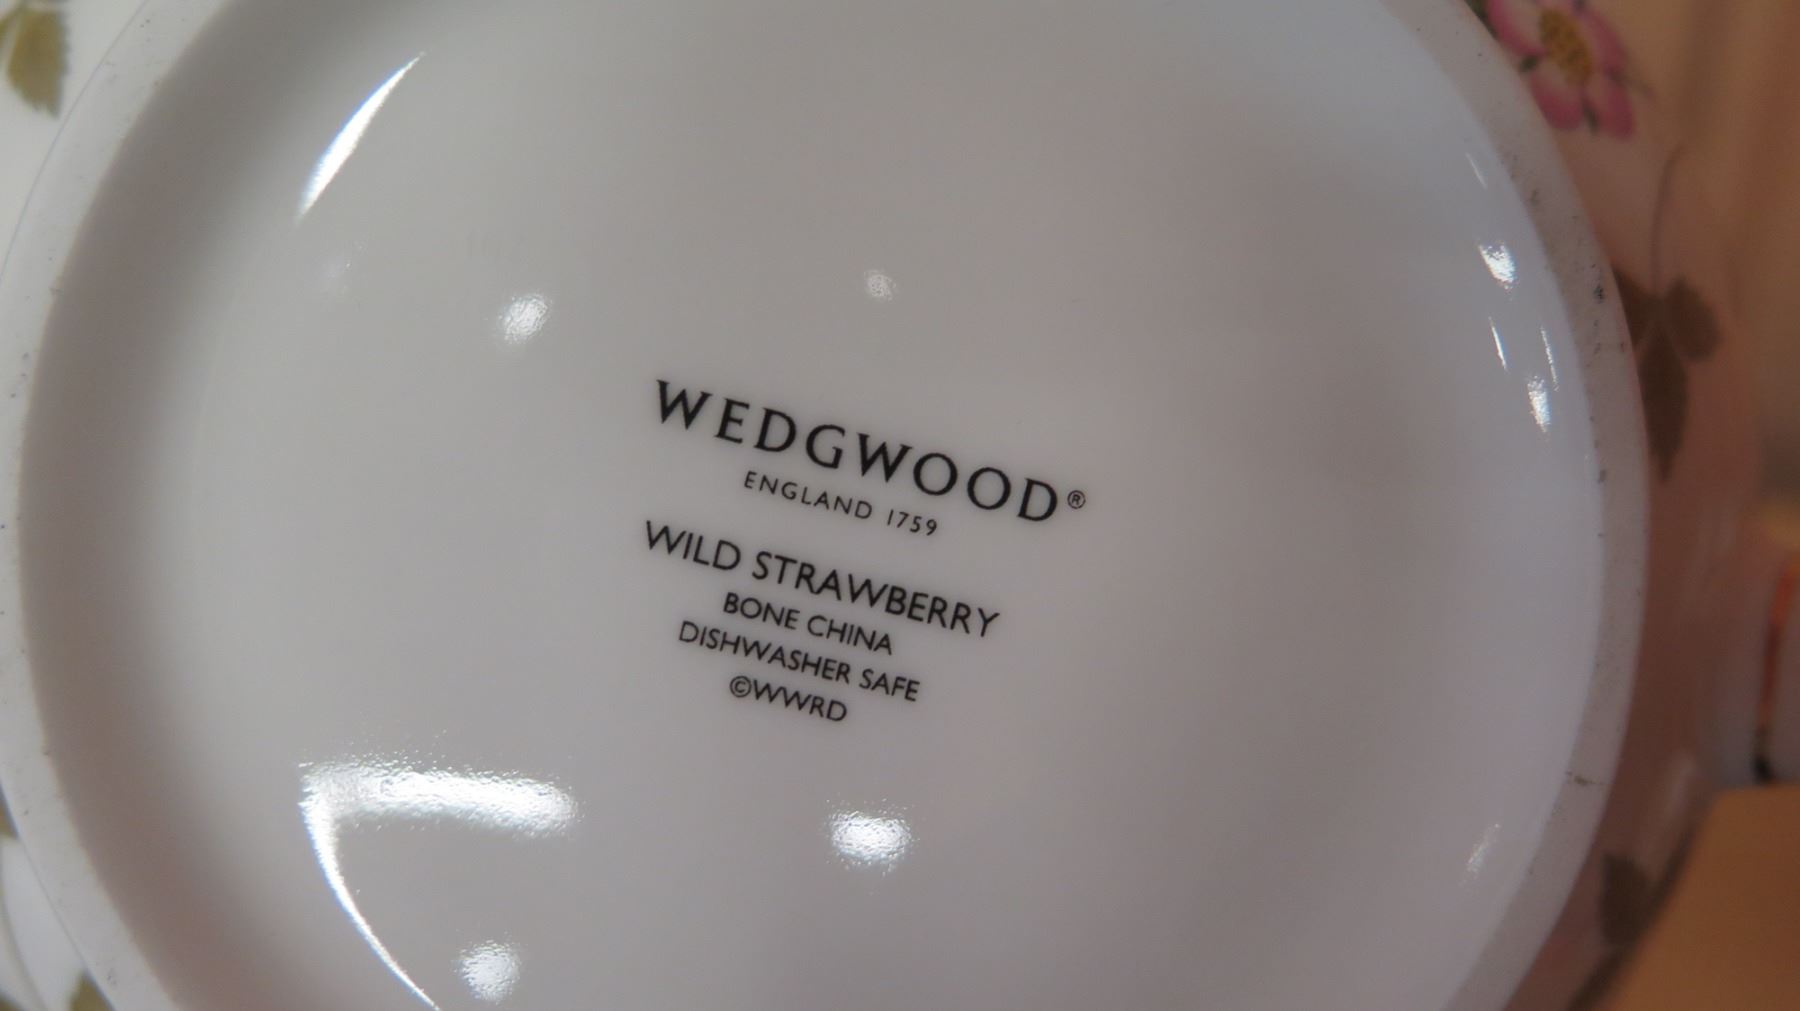 WEDGWOOD®
ENGLAND 1759
WILD STRAWBERRY
BONE CHINA
DISHWASHER SAFE
©WWRD